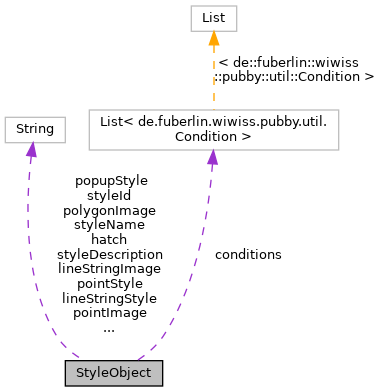 List
< de::fuberlin::wiwiss
::pubby::util::Condition >
String
List< de.fuberlin.wiwiss.pubby.util.
Condition >
popupStyle
styleId
polygonImage
styleName
hatch
styleDescription
lineStringImage
pointStyle
lineStringStyle
pointImage
...
conditions
StyleObject